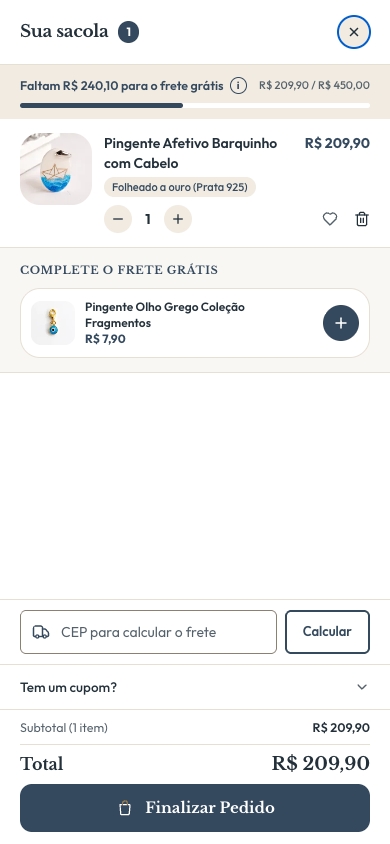 Sua sacola 1
Faltam R$ 240,10 para o frete grátis i R$ 209,90 / R$ 450,00
Pingente Afetivo Barquinho com Cabelo R$ 209,90
Folheado a ouro (Prata 925)
1
COMPLETE O FRETE GRÁTIS
Pingente Olho Grego Coleção
Fragmentos
R$ 7,90
CEP para calcular o frete Calcular
Tem um cupom?
Subtotal (1 item) R$ 209,90
Total R$ 209,90
Finalizar Pedido